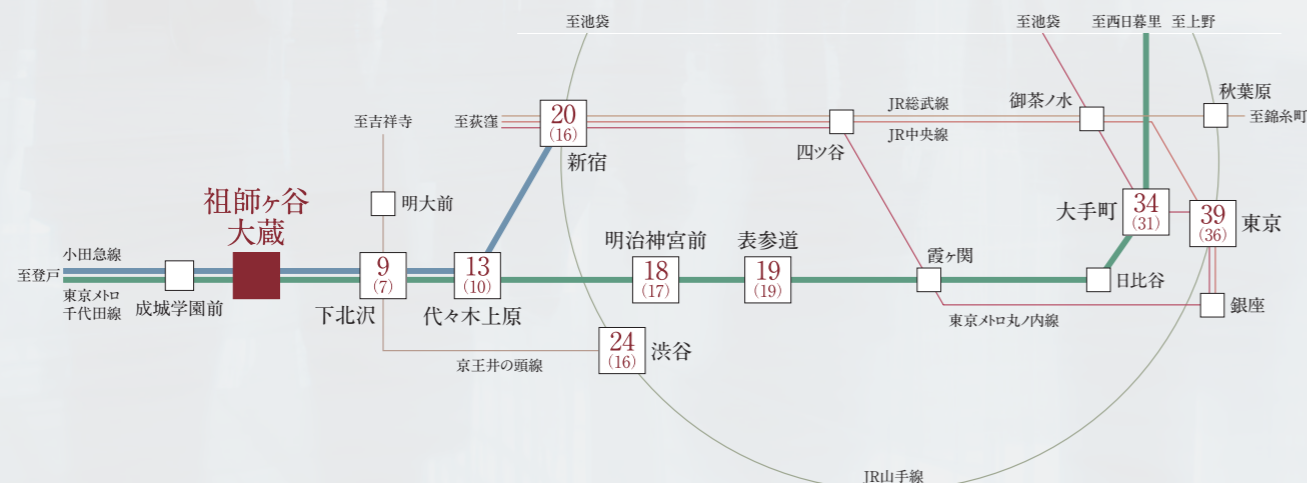 至池袋
至池袋
至西日暮里
至上野
秋葉原
至錦糸町
御茶ノ水
JR総武線
JR中央線
四ツ谷
至荻窪
20
(16)
新宿
至吉祥寺
明大前
祖師ヶ谷
大蔵
小田急線
至登戸
東京メトロ
千代田線
成城学園前
9
(7)
下北沢
13
(10)
代々木上原
明治神宮前
18
(17)
表参道
19
(19)
霞ヶ関
日比谷
大手町
34
(31)
39
(36)
東京
銀座
東京メトロ丸ノ内線
京王井の頭線
24
(16)
渋谷
JR山手線